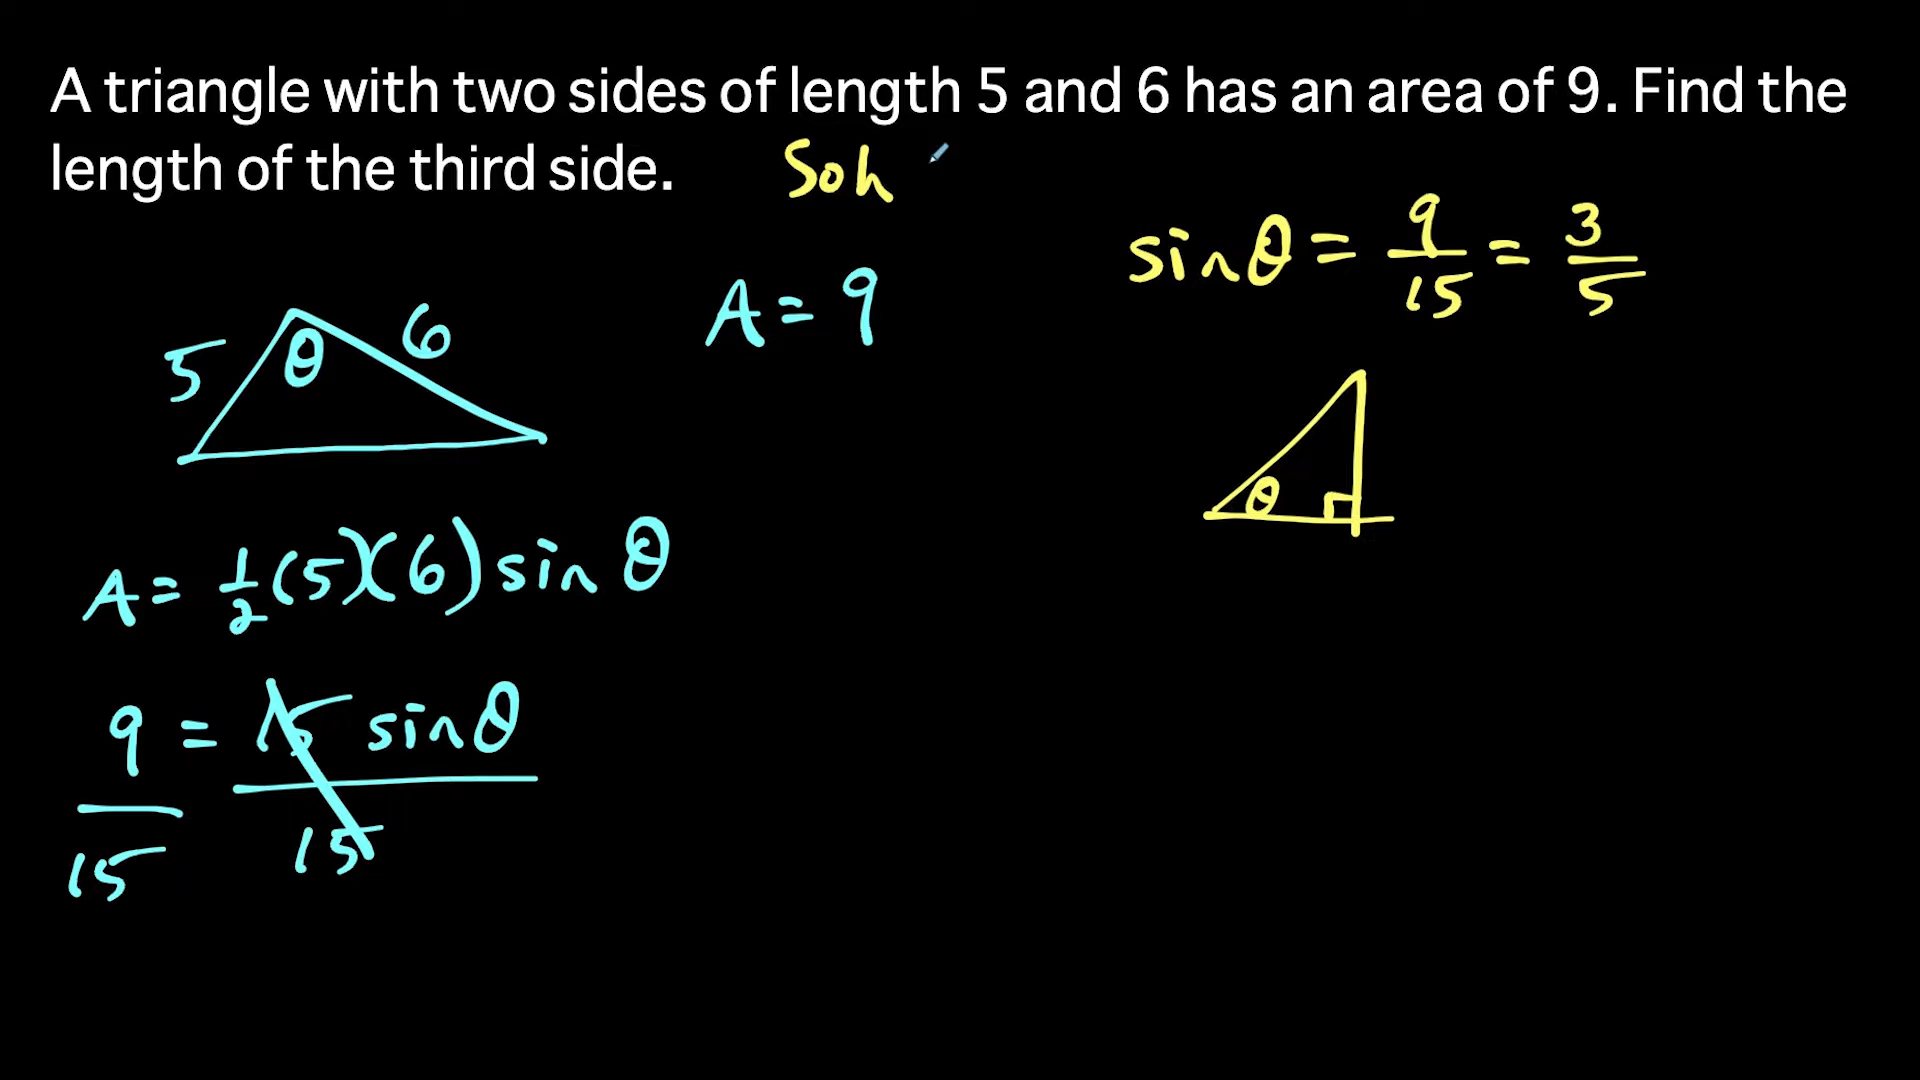 A triangle with two sides of length 5 and 6 has an area of 9. Find the
length of the third side.
Soh
sinθ = 9/15 = 3/5
A = 9
5 θ 6
θ
A = 1/2 (5)(6) sin θ
9/15 = 15 sinθ/15